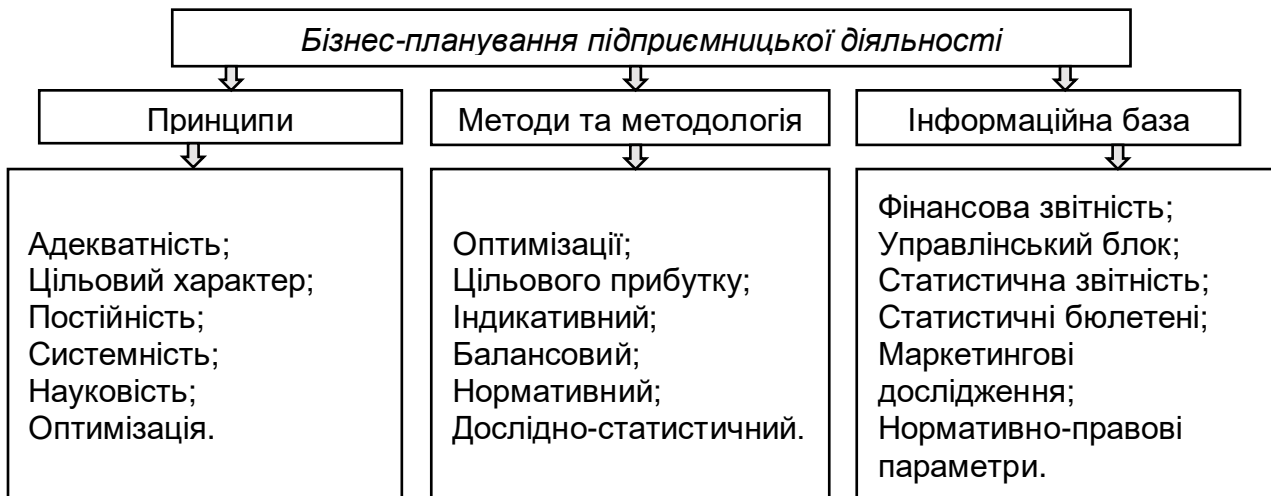 Бізнес-планування підприємницької діяльності
Принципи
Методи та методологія
Інформаційна база
Адекватність;
Цільовий характер;
Постійність;
Системність;
Науковість;
Оптимізація.
Оптимізації;
Цільового прибутку;
Індикативний;
Балансовий;
Нормативний;
Дослідно-статистичний.
Фінансова звітність;
Управлінський блок;
Статистична звітність;
Статистичні бюлетені;
Маркетингові
дослідження;
Нормативно-правові
параметри.